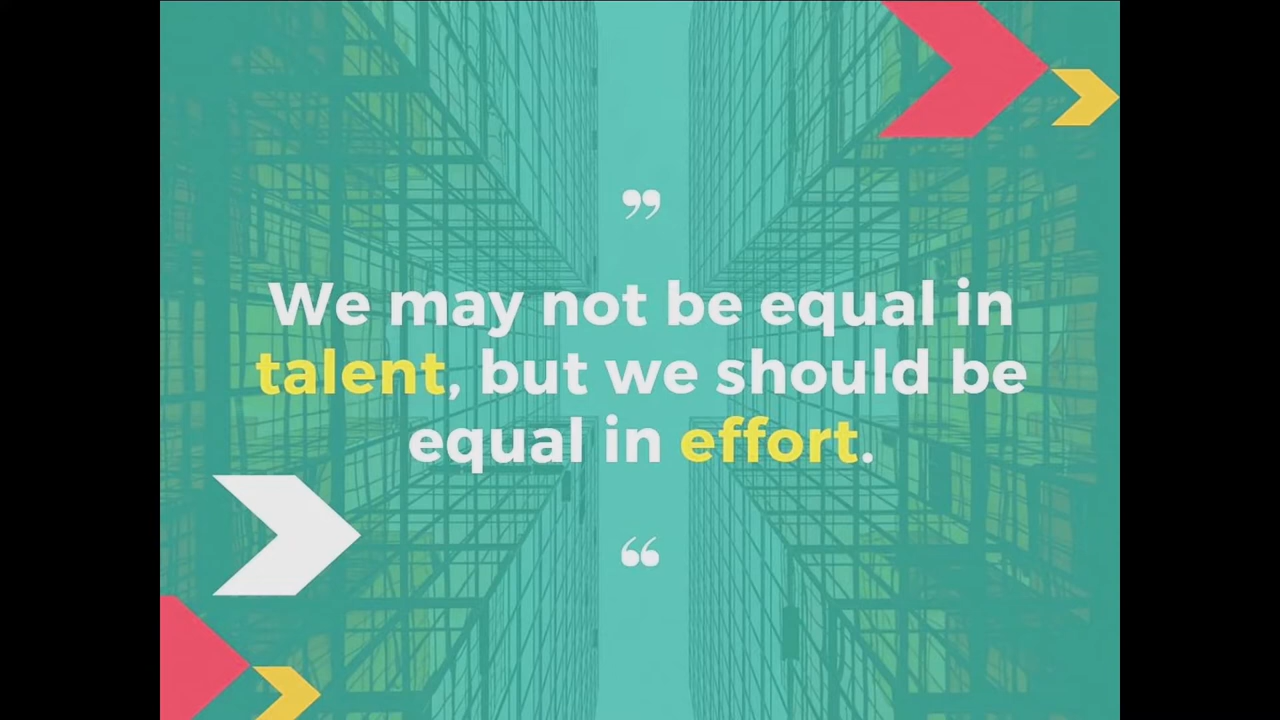 ”
We may not be equal in
talent, but we should be
equal in effort.
“